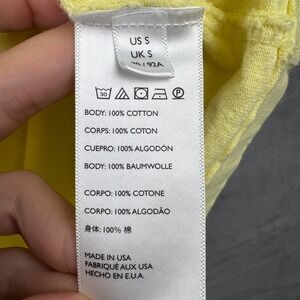 US S
UK S
BODY: 100% COTTON
CORPS: 100% COTON
CUEPRO: 100% ALGODÓN
BODY: 100% BAUMWOLLE
CORPO: 100% COTONE
CORPO: 100% ALGODÃO
身体: 100% 棉
MADE IN USA
FABRIQUÉ AUX USA
HECHO EN E.U.A.